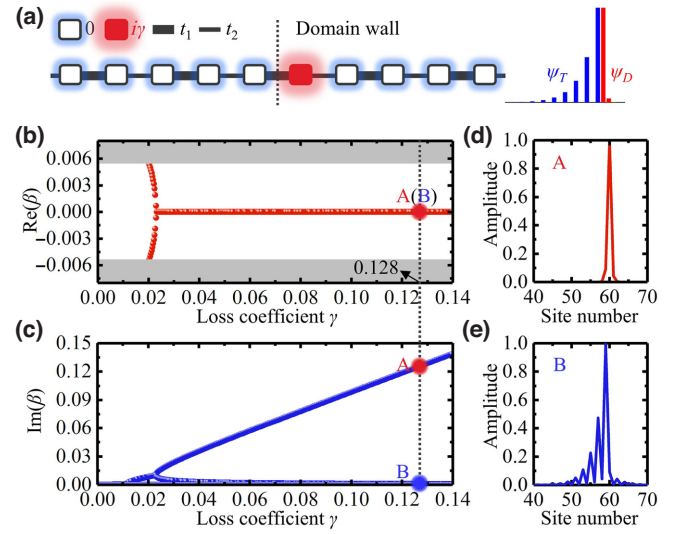 (a)
0 iγ t₁ t₂ Domain wall
ψ_T ψ_D
(b)
Re(β)
0.006
0.003
0.000
−0.003
−0.006
A(B)
0.128
0.00 0.02 0.04 0.06 0.08 0.10 0.12 0.14
Loss coefficient γ
(d)
Amplitude
1.0
0.8
0.6
0.4
0.2
0.0
A
40 50 60 70
Site number
(c)
Im(β)
0.15
0.12
0.09
0.06
0.03
0.00
A
B
0.00 0.02 0.04 0.06 0.08 0.10 0.12 0.14
Loss coefficient γ
(e)
Amplitude
1.0
0.8
0.6
0.4
0.2
0.0
B
40 50 60 70
Site number